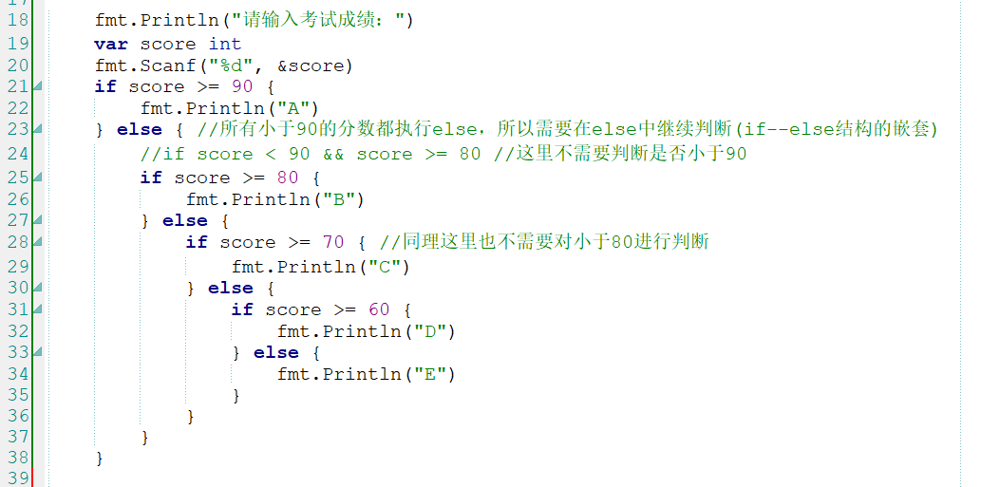 18 fmt.Println("请输入考试成绩: ")
19 var score int
20 fmt.Scanf("%d", &score)
21 if score >= 90 {
22 fmt.Println("A")
23 } else { //所有小于90的分数都执行else，所以需要在else中继续判断(if--else结构的嵌套)
24 //if score < 90 && score >= 80 //这里不需要判断是否小于90
25 if score >= 80 {
26 fmt.Println("B")
27 } else {
28 if score >= 70 { //同理这里也不需要对小于80进行判断
29 fmt.Println("C")
30 } else {
31 if score >= 60 {
32 fmt.Println("D")
33 } else {
34 fmt.Println("E")
35 }
36 }
37 }
38 }
39